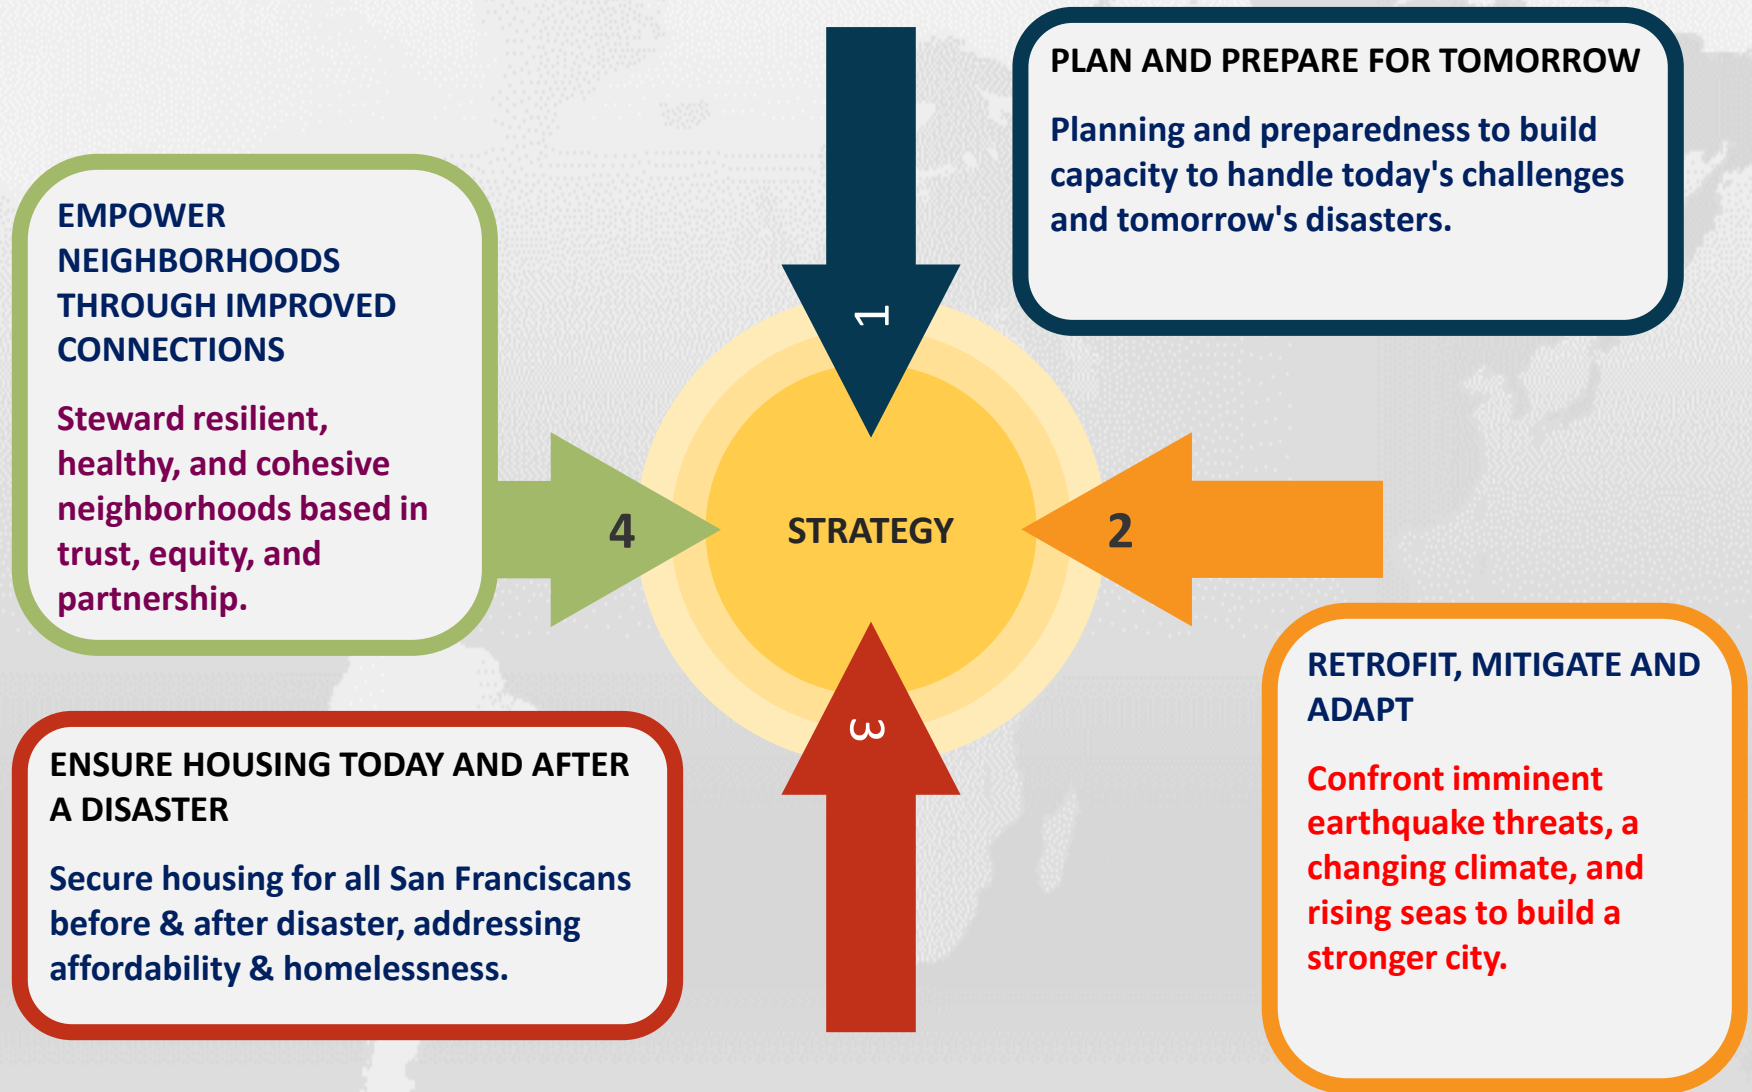 PLAN AND PREPARE FOR TOMORROW
Planning and preparedness to build
capacity to handle today's challenges
and tomorrow's disasters.
1
EMPOWER
NEIGHBORHOODS
THROUGH IMPROVED
CONNECTIONS
Steward resilient,
healthy, and cohesive
neighborhoods based in
trust, equity, and
partnership.
4
STRATEGY
2
RETROFIT, MITIGATE AND
ADAPT
Confront imminent
earthquake threats, a
changing climate, and
rising seas to build a
stronger city.
3
ENSURE HOUSING TODAY AND AFTER
A DISASTER
Secure housing for all San Franciscans
before & after disaster, addressing
affordability & homelessness.